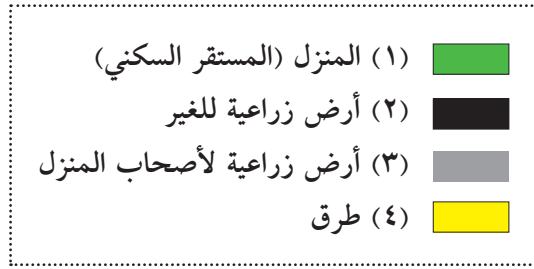 (١) المنزل (المستقر السكني)
(٢) أرض زراعية للغير
(٣) أرض زراعية لأصحاب المنزل
(٤) طرق